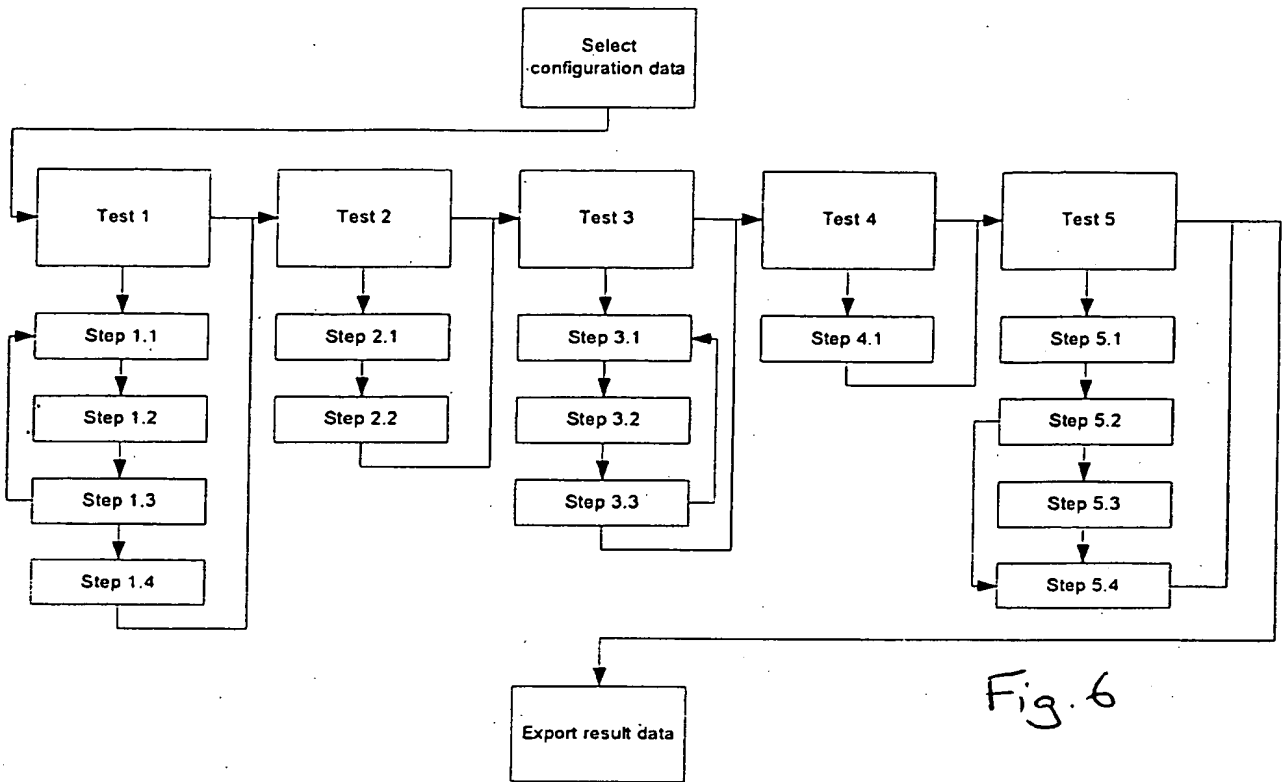 Select
configuration data
Test 1
Test 2
Test 3
Test 4
Test 5
Step 1.1
Step 2.1
Step 3.1
Step 4.1
Step 5.1
Step 1.2
Step 2.2
Step 3.2
Step 5.2
Step 1.3
Step 3.3
Step 5.3
Step 1.4
Step 5.4
Export result data
Fig. 6